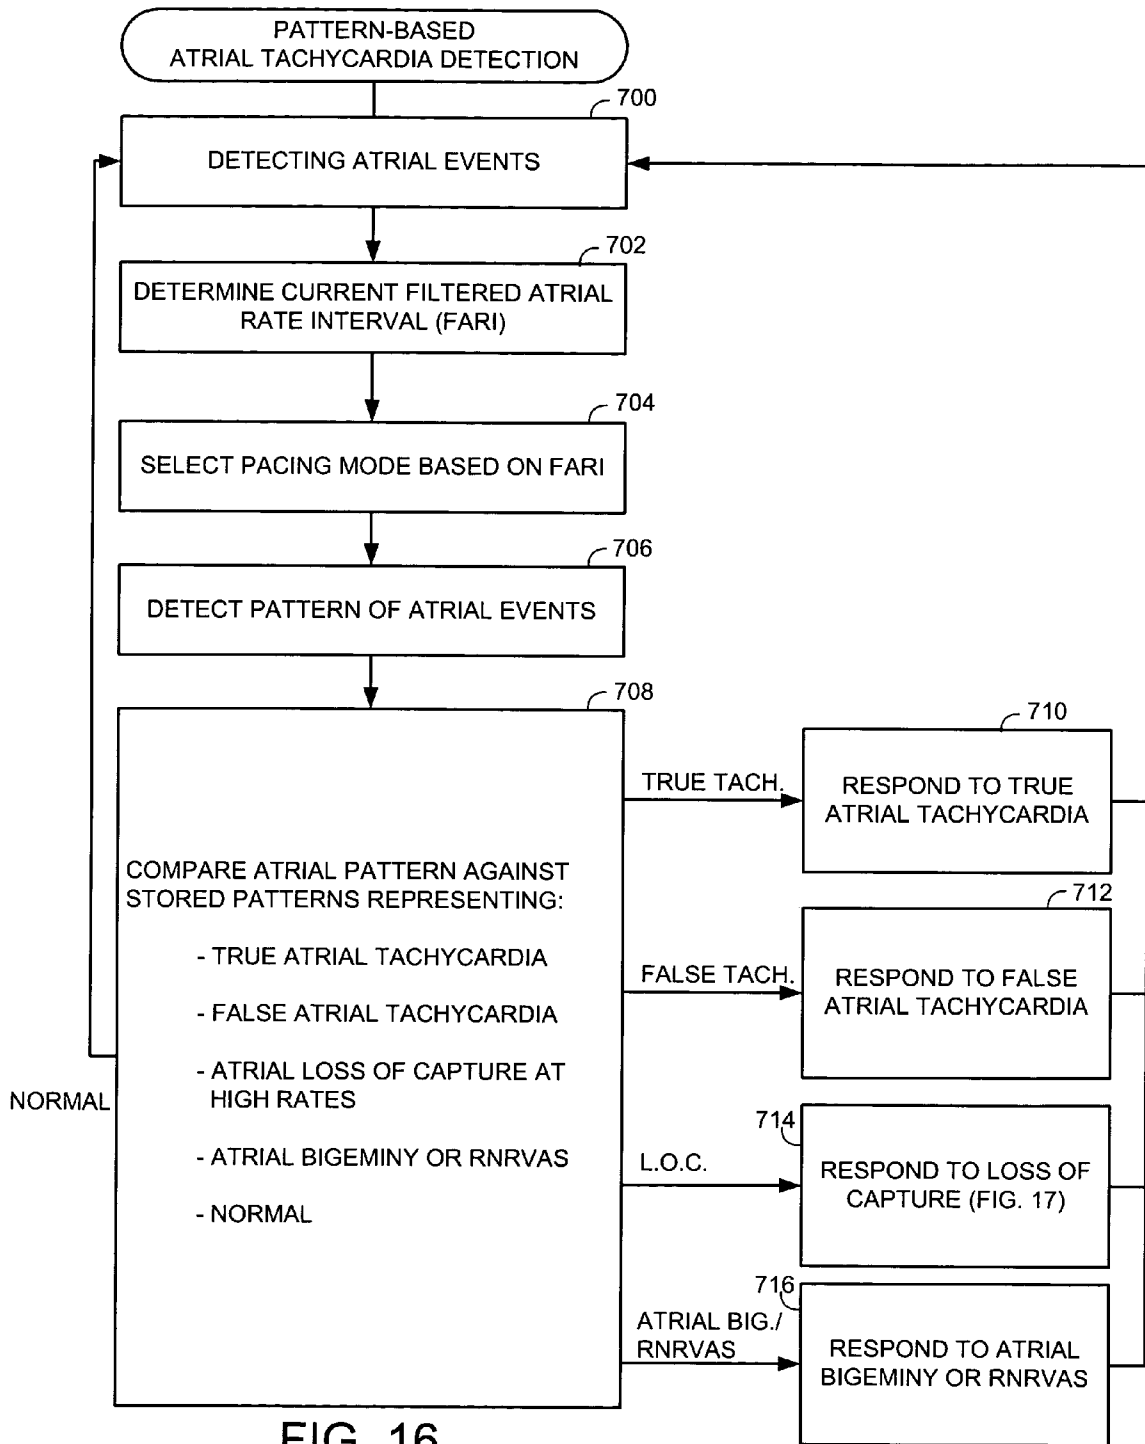 PATTERN-BASED
ATRIAL TACHYCARDIA DETECTION
700
DETECTING ATRIAL EVENTS
702
DETERMINE CURRENT FILTERED ATRIAL
RATE INTERVAL (FARI)
704
SELECT PACING MODE BASED ON FARI
706
DETECT PATTERN OF ATRIAL EVENTS
708
COMPARE ATRIAL PATTERN AGAINST
STORED PATTERNS REPRESENTING:
- TRUE ATRIAL TACHYCARDIA
- FALSE ATRIAL TACHYCARDIA
- ATRIAL LOSS OF CAPTURE AT
HIGH RATES
- ATRIAL BIGEMINY OR RNRVAS
- NORMAL
NORMAL
TRUE TACH.
710
RESPOND TO TRUE
ATRIAL TACHYCARDIA
FALSE TACH.
712
RESPOND TO FALSE
ATRIAL TACHYCARDIA
L.O.C.
714
RESPOND TO LOSS OF
CAPTURE (FIG. 17)
ATRIAL BIG./
RNRVAS
716
RESPOND TO ATRIAL
BIGEMINY OR RNRVAS
FIG. 16